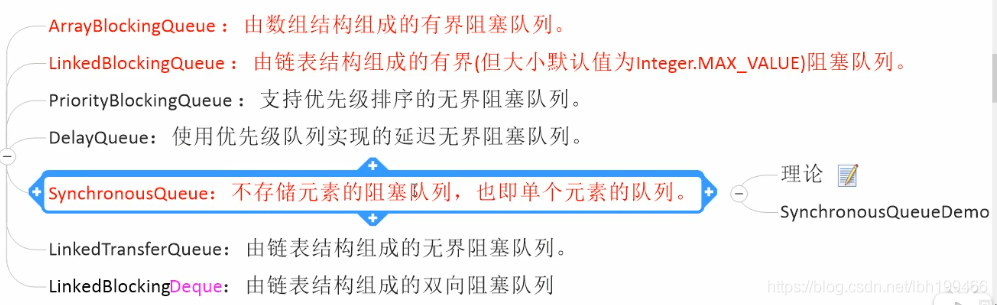 ArrayBlockingQueue：由数组结构组成的有界阻塞队列。
LinkedBlockingQueue：由链表结构组成的有界(但大小默认值为Integer.MAX_VALUE)阻塞队列。
PriorityBlockingQueue：支持优先级排序的无界阻塞队列。
DelayQueue：使用优先级队列实现的延迟无界阻塞队列。
SynchronousQueue：不存储元素的阻塞队列，也即单个元素的队列。
理论
SynchronousQueueDemo
LinkedTransferQueue：由链表结构组成的无界阻塞队列。
LinkedBlockingDeque：由链表结构组成的双向阻塞队列
https://blog.csdn.net/lbh199466